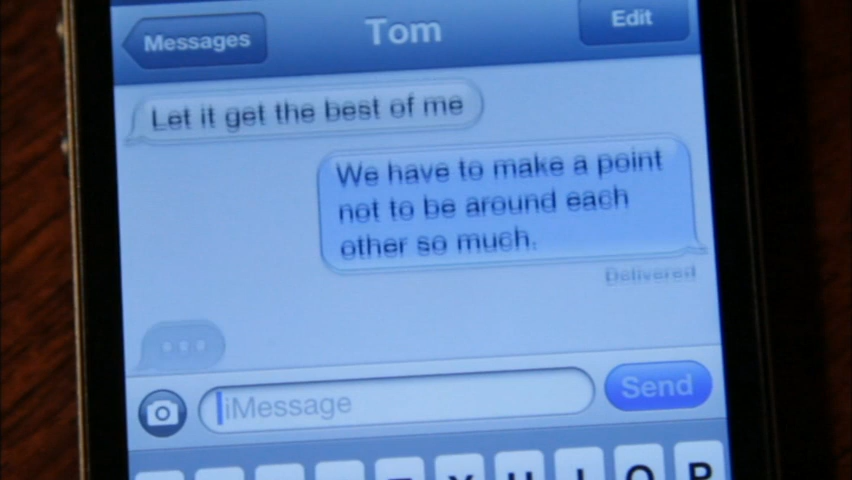 Messages
Tom
Edit
Let it get the best of me
We have to make a point
not to be around each
other so much.
Delivered
iMessage
Send
Y U I O P